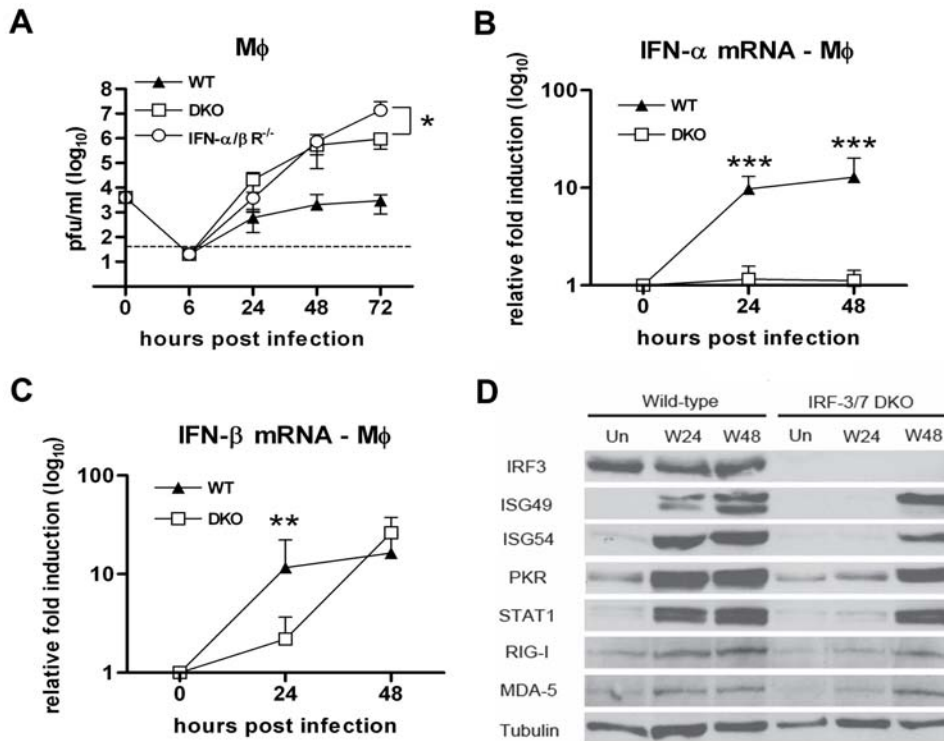 A
Mϕ
WT
DKO
IFN-α/β R-/-
pfu/ml (log10)
8
7
6
5
4
3
2
1
*
0 6 24 48 72
hours post infection
B
IFN-α mRNA - Mϕ
WT
DKO
relative fold induction (log10)
100
10
1
*** ***
0 24 48
hours post infection
C
IFN-β mRNA - Mϕ
WT
DKO
relative fold induction (log10)
100
10
1
**
0 24 48
hours post infection
D
Wild-type IRF-3/7 DKO
Un W24 W48 Un W24 W48
IRF3
ISG49
ISG54
PKR
STAT1
RIG-I
MDA-5
Tubulin